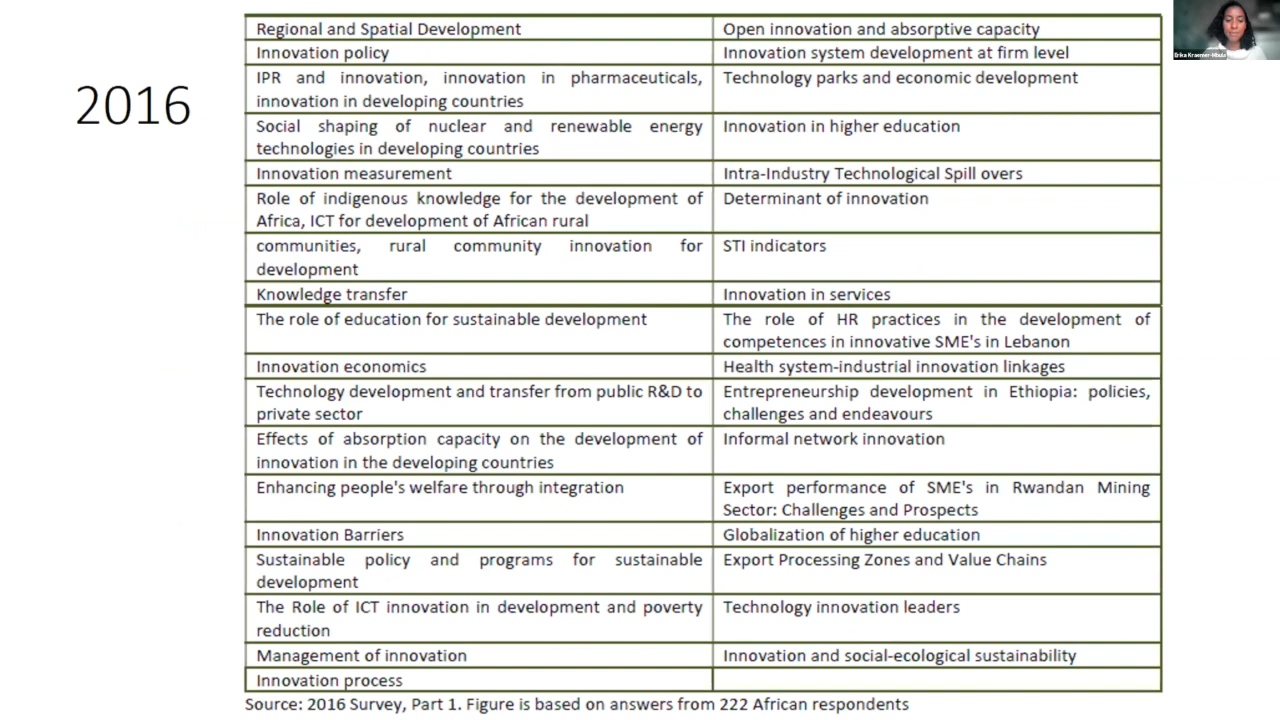 2016
Regional and Spatial Development
Open innovation and absorptive capacity
Innovation policy
Innovation system development at firm level
IPR and innovation, innovation in pharmaceuticals,
innovation in developing countries
Technology parks and economic development
Social shaping of nuclear and renewable energy
technologies in developing countries
Innovation in higher education
Innovation measurement
Intra-Industry Technological Spill overs
Role of indigenous knowledge for the development of
Africa, ICT for development of African rural
Determinant of innovation
communities, rural community innovation for
development
STI indicators
Knowledge transfer
Innovation in services
The role of education for sustainable development
The role of HR practices in the development of
competences in innovative SME's in Lebanon
Innovation economics
Health system-industrial innovation linkages
Technology development and transfer from public R&D to
private sector
Entrepreneurship development in Ethiopia: policies,
challenges and endeavours
Effects of absorption capacity on the development of
innovation in the developing countries
Informal network innovation
Enhancing people's welfare through integration
Export performance of SME's in Rwandan Mining
Sector: Challenges and Prospects
Innovation Barriers
Globalization of higher education
Sustainable policy and programs for sustainable
development
Export Processing Zones and Value Chains
The Role of ICT innovation in development and poverty
reduction
Technology innovation leaders
Management of innovation
Innovation and social-ecological sustainability
Innovation process
Source: 2016 Survey, Part 1. Figure is based on answers from 222 African respondents
Erika Kraemer-Mbula